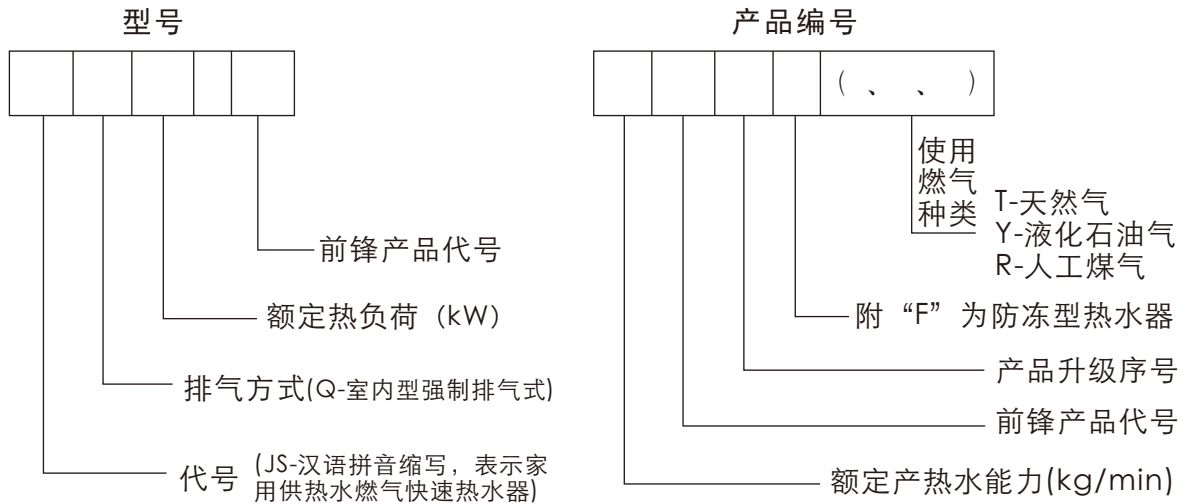 型号
前锋产品代号
额定热负荷（kW）
排气方式(Q-室内型强制排气式)
代号 (JS-汉语拼音缩写，表示家
用供热水燃气快速热水器)
产品编号
（ 、 、 ）
使用
燃气
种类
T-天然气
Y-液化石油气
R-人工煤气
附“F”为防冻型热水器
产品升级序号
前锋产品代号
额定产热水能力(kg/min)